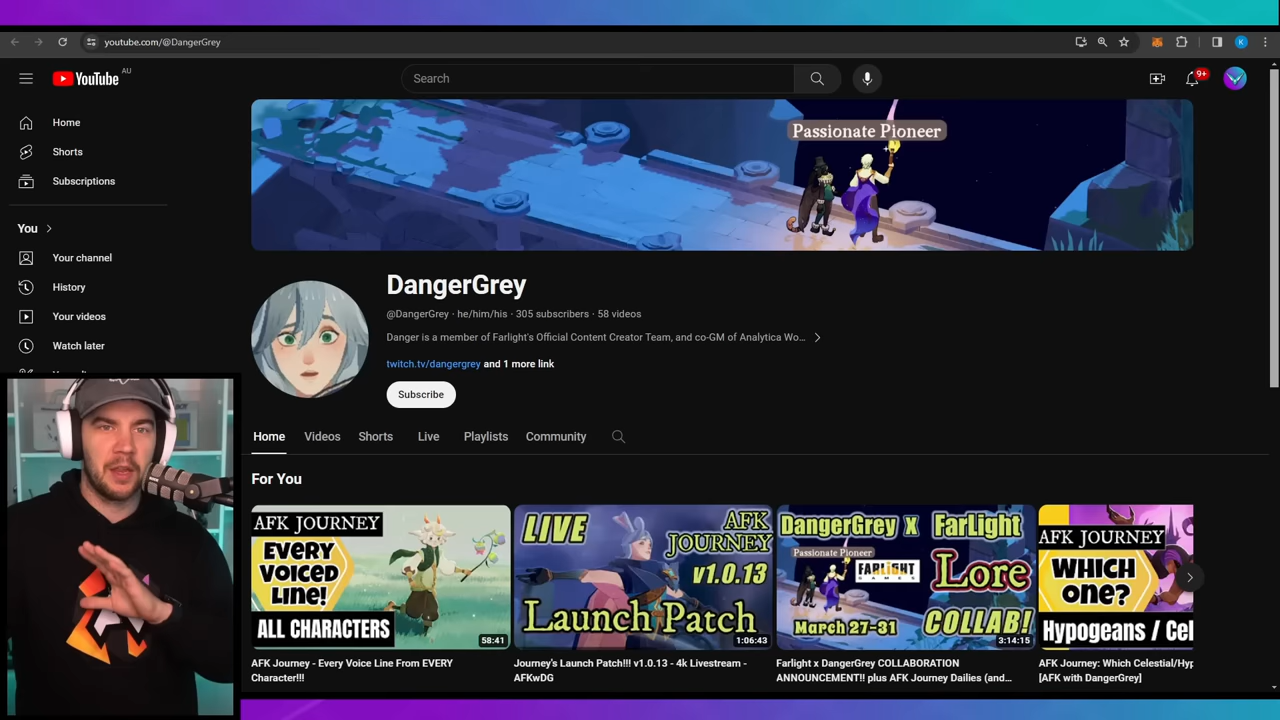 youtube.com/@DangerGrey
K
YouTube AU
Search
9+
Home
Shorts
Subscriptions
You
Your channel
History
Your videos
Watch later
Passionate Pioneer
DangerGrey
@DangerGrey · he/him/his · 305 subscribers · 58 videos
Danger is a member of Farlight's Official Content Creator Team, and co-GM of Analytica Wo...
twitch.tv/dangergrey and 1 more link
Subscribe
Home Videos Shorts Live Playlists Community
For You
AFK JOURNEY
EVERY
VOICED
LINE!
ALL CHARACTERS
58:41
AFK Journey - Every Voice Line From EVERY
Character!!!
LIVE
AFK
JOURNEY
v1.0.13
Launch Patch
1:06:43
Journey's Launch Patch!!! v1.0.13 - 4k Livestream -
AFKwDG
DangerGrey X FarLight
Passionate Pioneer
FARLIGHT
GAMES
Lore
March 27-31
COLLAB!
3:14:15
Farlight x DangerGrey COLLABORATION
ANNOUNCEMENT!! plus AFK Journey Dailies (and...
AFK JOURNEY
WHICH
ONE?
Hypogeans / Cel
AFK Journey: Which Celestial/Hyp
[AFK with DangerGrey]